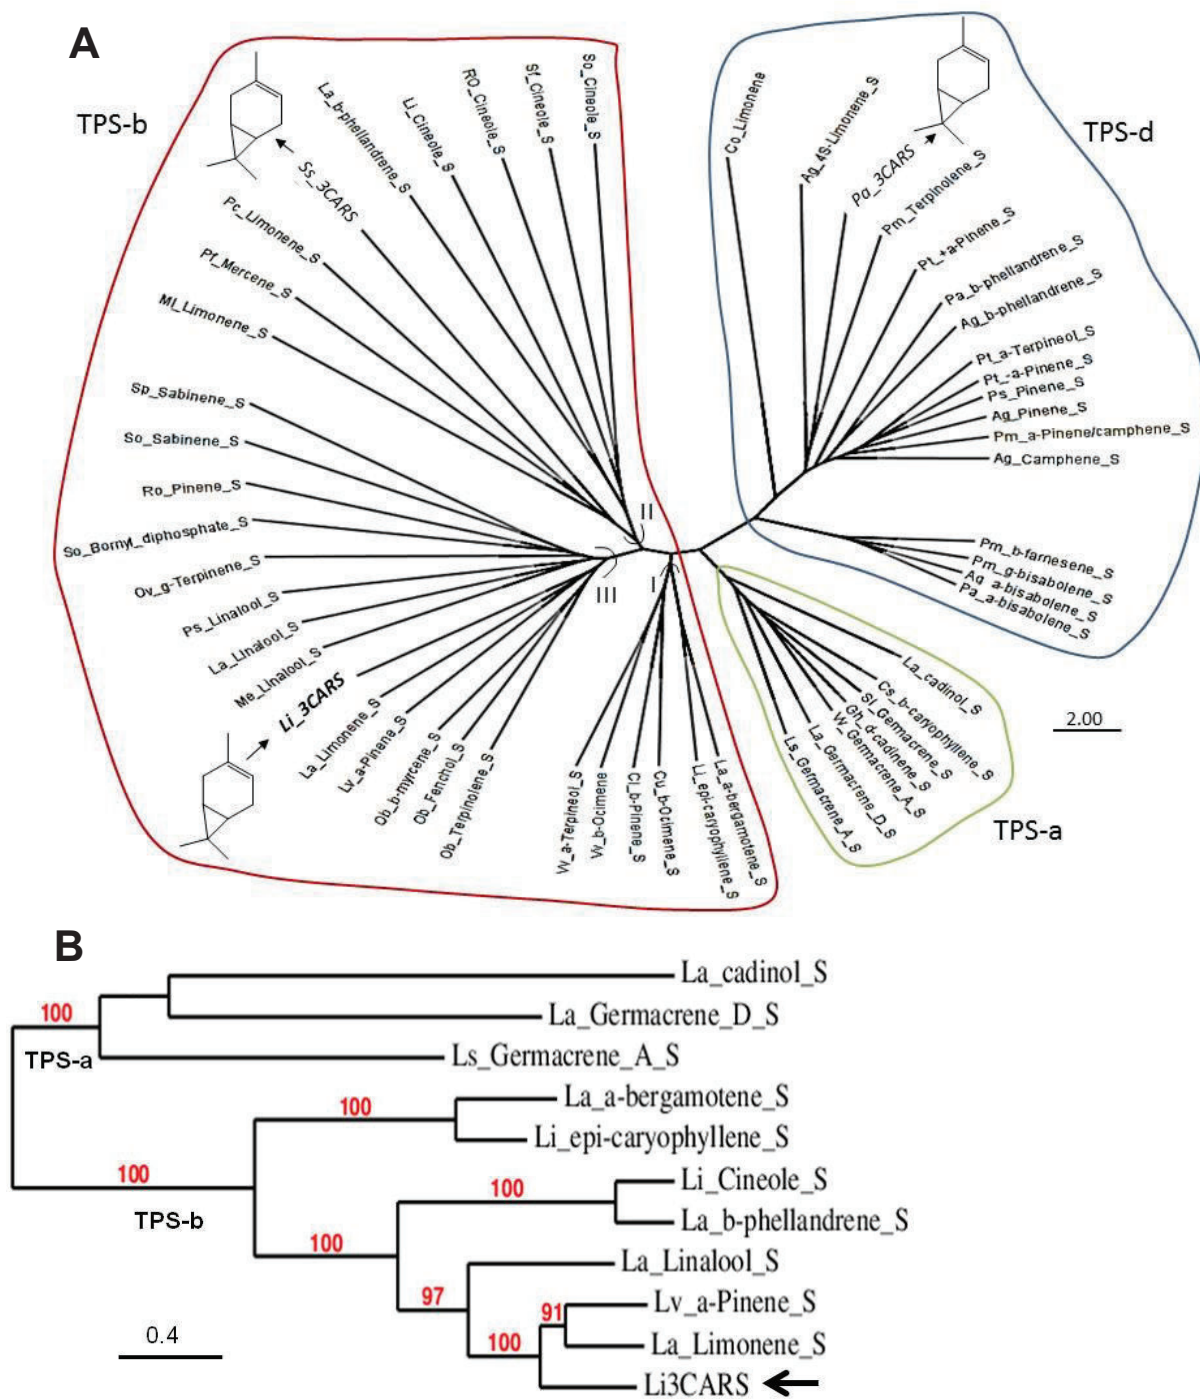 A
TPS-b
TPS-d
TPS-a
La_b-phellandrene_S
Li_Cineole_S
RO_Cineole_S
Sf_Cineole_S
So_Cineole_S
Ss_3CARS
Pc_Limonene_S
Pf_Mercene_S
Ml_Limonene_S
Sp_Sabinene_S
So_Sabinene_S
Ro_Pinene_S
So_Bornyl_diphosphate_S
Ov_g-Terpinene_S
Ps_Linalool_S
La_Linalool_S
Me_Linalool_S
Li_3CARS
La_Limonene_S
Lv_a-Pinene_S
Ob_b-myrcene_S
Ob_Fenchol_S
Ob_Terpinolene_S
Vv_a-Terpineol_S
Vv_b-Ocimene
Cl_b-Pinene_S
Cu_b-Ocimene_S
Li_epi-caryophyllene_S
La_a-bergamotene_S
II
III
I
Co_Limonene
Ag_4S-Limonene_S
Pa_3CARS
Pm_Terpinolene_S
Pt_+a-Pinene_S
Pa_b-phellandrene_S
Ag_b-phellandrene_S
Pt_a-Terpineol_S
Pt_-a-Pinene_S
Ps_Pinene_S
Ag_Pinene_S
Pm_a-Pinene/camphene_S
Ag_Camphene_S
Pm_b-farnesene_S
Pm_g-bisabolene_S
Ag_a-bisabolene_S
Pa_a-bisabolene_S
La_cadinol_S
Cs_b-caryophyllene_S
Sl_Germacrene_S
Gh_d-cadinene_S
Vv_Germacrene_A_S
La_Germacrene_D_S
Ls_Germacrene_A_S
2.00
B
La_cadinol_S
100
La_Germacrene_D_S
TPS-a
Ls_Germacrene_A_S
La_a-bergamotene_S
100
Li_epi-caryophyllene_S
100
Li_Cineole_S
100
TPS-b
La_b-phellandrene_S
100
La_Linalool_S
97
Lv_a-Pinene_S
91
0.4
100
La_Limonene_S
Li3CARS